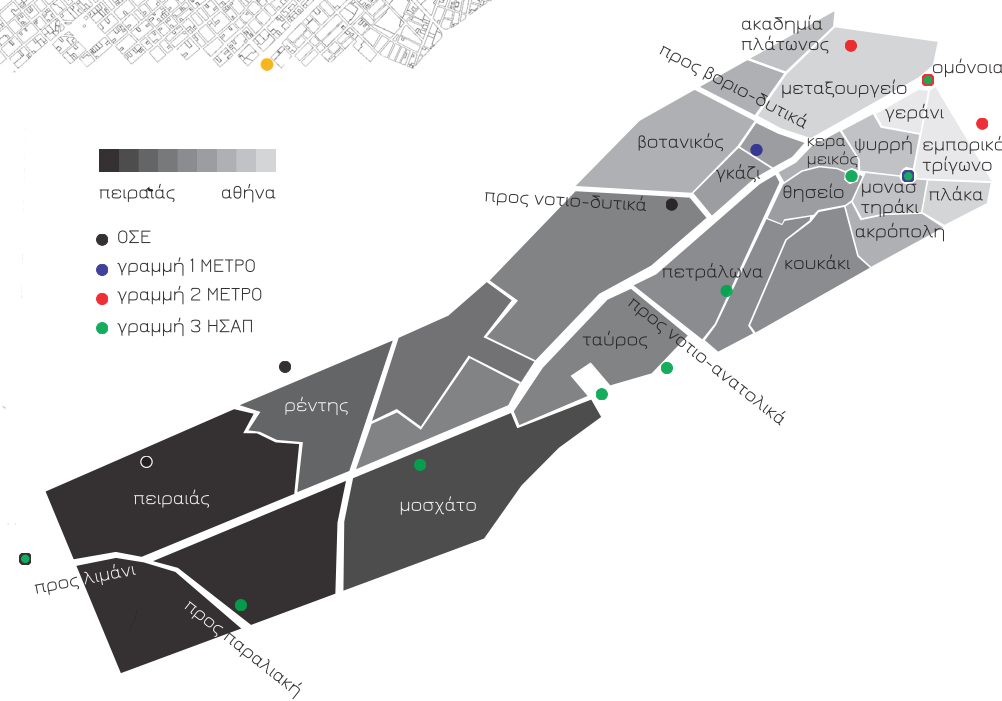 ακαδημία
πλάτωνος
προς βοριο-δυτικά
ομόνοια
μεταξουργείο
γεράνι
βοτανικός
κερα
μεικός
ψυρρή
εμπορικό
τρίγωνο
γκάζι
θησείο
μονασ
τηράκι
πλάκα
πειραιάς
αθήνα
προς νοτιο-δυτικά
ακρόπολη
ΟΣΕ
γραμμή 1 ΜΕΤΡΟ
πετράλωνα
κουκάκι
γραμμή 2 ΜΕΤΡΟ
γραμμή 3 ΗΣΑΠ
προς νοτιο-ανατολικά
ταύρος
ρέντης
πειραιάς
μοσχάτο
προς λιμάνι
προς παραλιακή